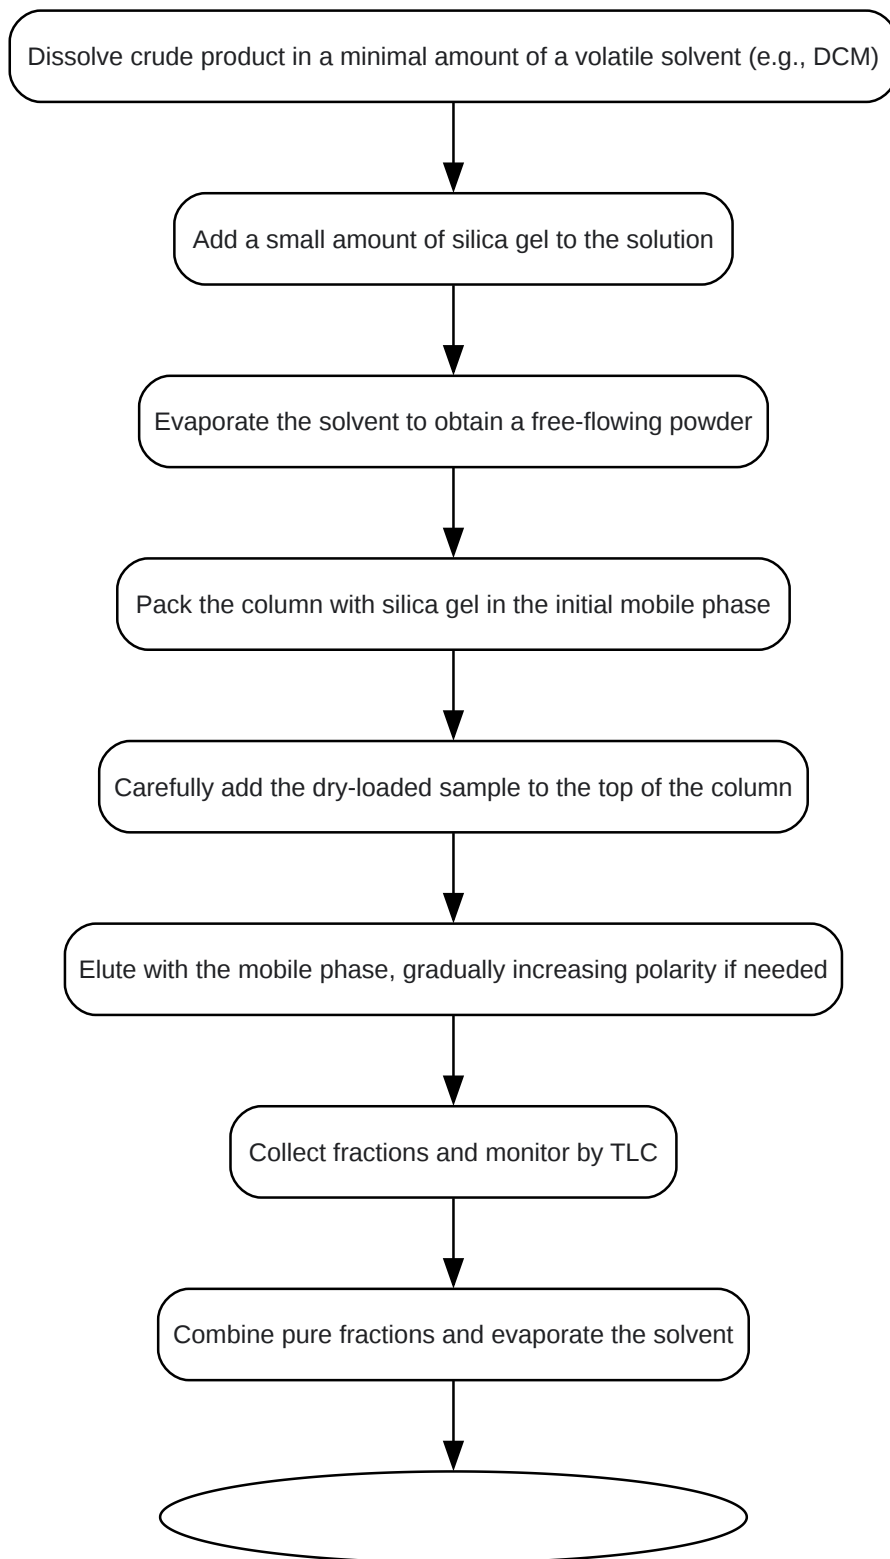 Dissolve crude product in a minimal amount of a volatile solvent (e.g., DCM)
Add a small amount of silica gel to the solution
Evaporate the solvent to obtain a free-flowing powder
Pack the column with silica gel in the initial mobile phase
Carefully add the dry-loaded sample to the top of the column
Elute with the mobile phase, gradually increasing polarity if needed
Collect fractions and monitor by TLC
Combine pure fractions and evaporate the solvent